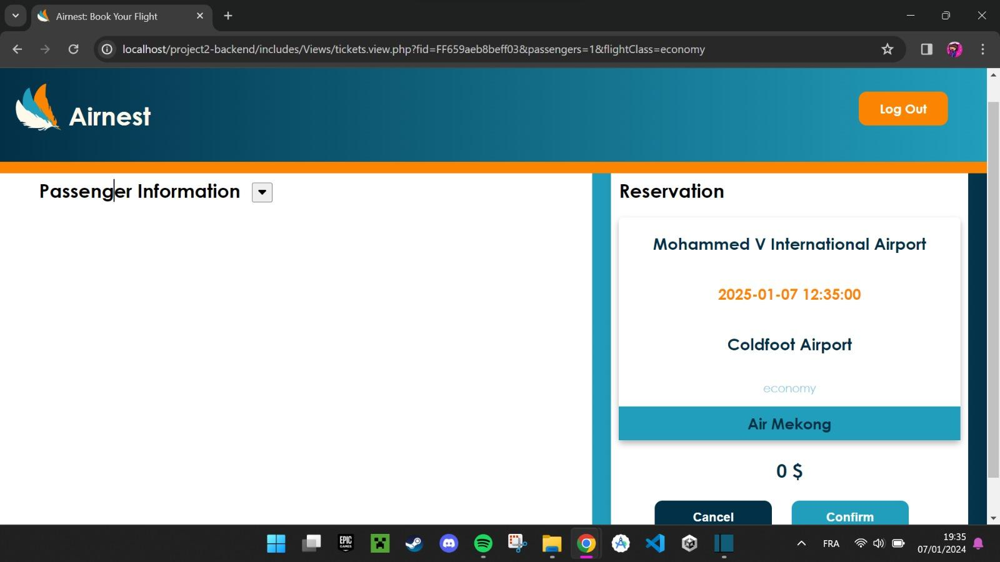 Airnest: Book Your Flight
localhost/project2-backend/includes/Views/tickets.view.php?fid=FF659aeb8beff03&passengers=1&flightClass=economy
Airnest
Log Out
Passenger Information
Reservation
Mohammed V International Airport
2025-01-07 12:35:00
Coldfoot Airport
economy
Air Mekong
0 $
Cancel
Confirm
EPIC
GAMES
FRA
19:35
07/01/2024